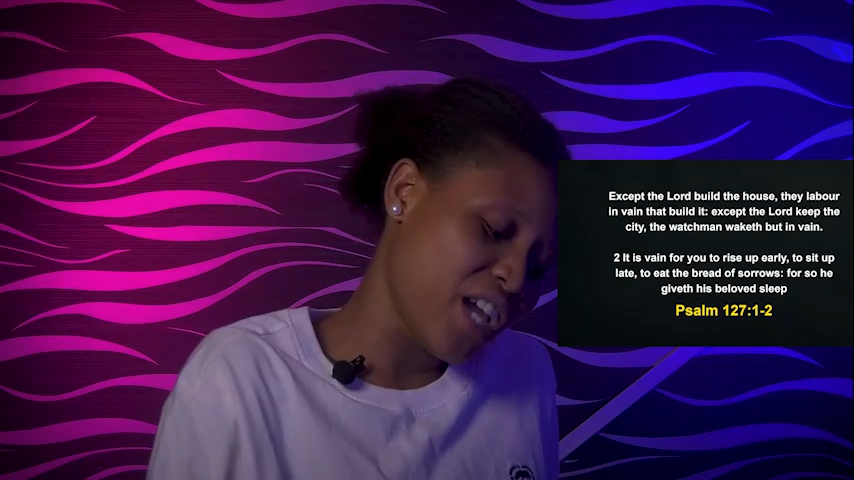 Except the Lord build the house, they labour
in vain that build it: except the Lord keep the
city, the watchman waketh but in vain.
2 It is vain for you to rise up early, to sit up
late, to eat the bread of sorrows: for so he
giveth his beloved sleep
Psalm 127:1-2